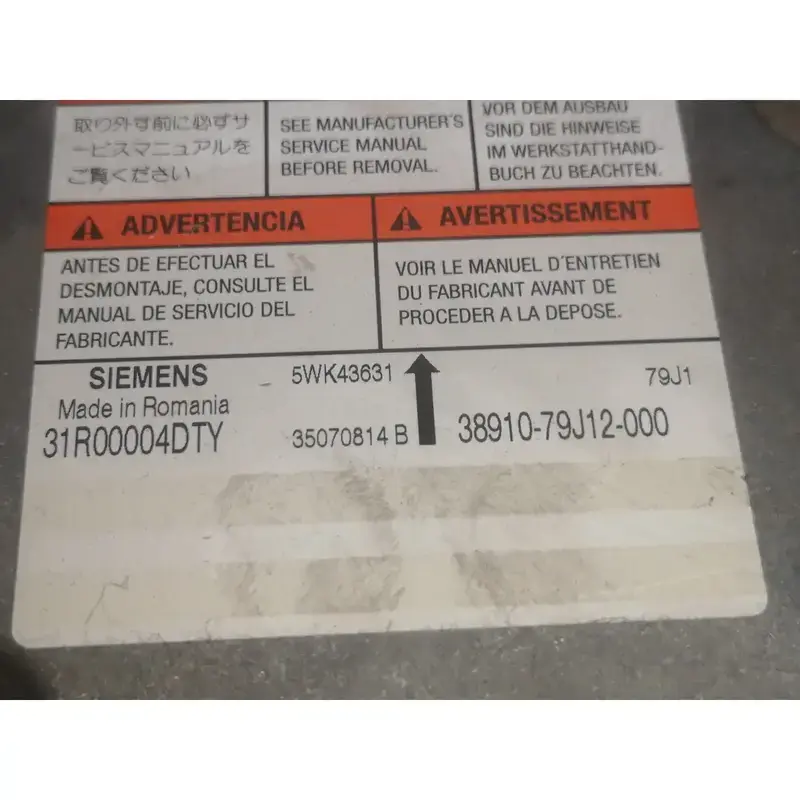 取り外す前に必ずサ
ービスマニュアルを
ご覧ください
SEE MANUFACTURER'S
SERVICE MANUAL
BEFORE REMOVAL.
VOR DEM AUSBAU
SIND DIE HINWEISE
IM WERKSTATTHAND-
BUCH ZU BEACHTEN.
ADVERTENCIA
ANTES DE EFECTUAR EL
DESMONTAJE, CONSULTE EL
MANUAL DE SERVICIO DEL
FABRICANTE.
AVERTISSEMENT
VOIR LE MANUEL D'ENTRETIEN
DU FABRICANT AVANT DE
PROCEDER A LA DEPOSE.
SIEMENS
Made in Romania
31R00004DTY
5WK43631
35070814 B
79J1
38910-79J12-000